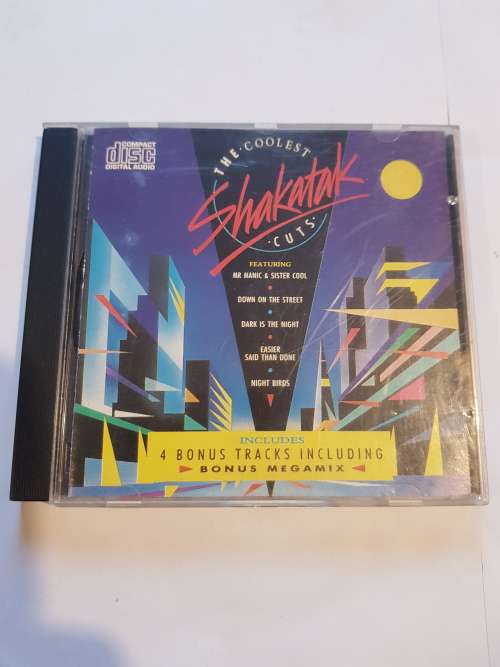 COMPACT
disc
DIGITAL AUDIO
THE · COOLEST
Shakatak
· CUTS ·
FEATURING
MR MANIC & SISTER COOL
DOWN ON THE STREET
DARK IS THE NIGHT
EASIER
SAID THAN DONE
NIGHT BIRDS
INCLUDES
4 BONUS TRACKS INCLUDING
BONUS MEGAMIX